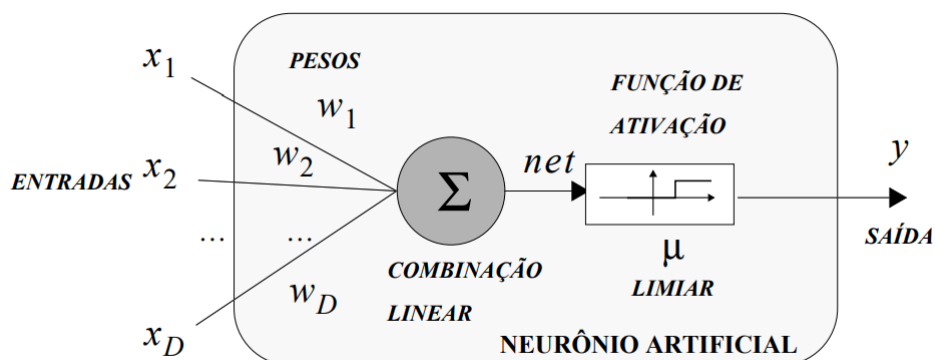 x1
PESOS
w1
FUNÇÃO DE
ATIVAÇÃO
ENTRADAS x2
w2
Σ
net
y
SAÍDA
... ...
μ
COMBINAÇÃO
LINEAR
LIMIAR
wD
xD
NEURÔNIO ARTIFICIAL